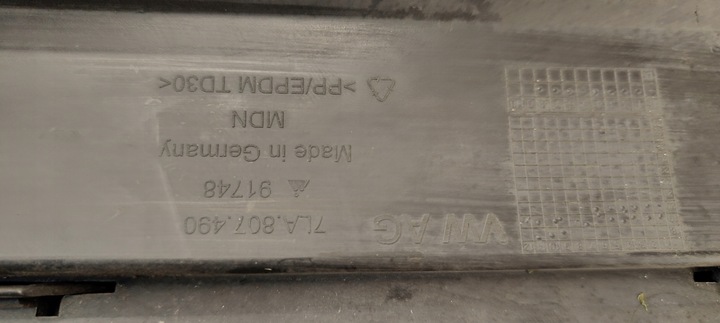 VW AG 7LA.807.490
91748
Made in Germany
MDN
>PP/EPDM TD30<